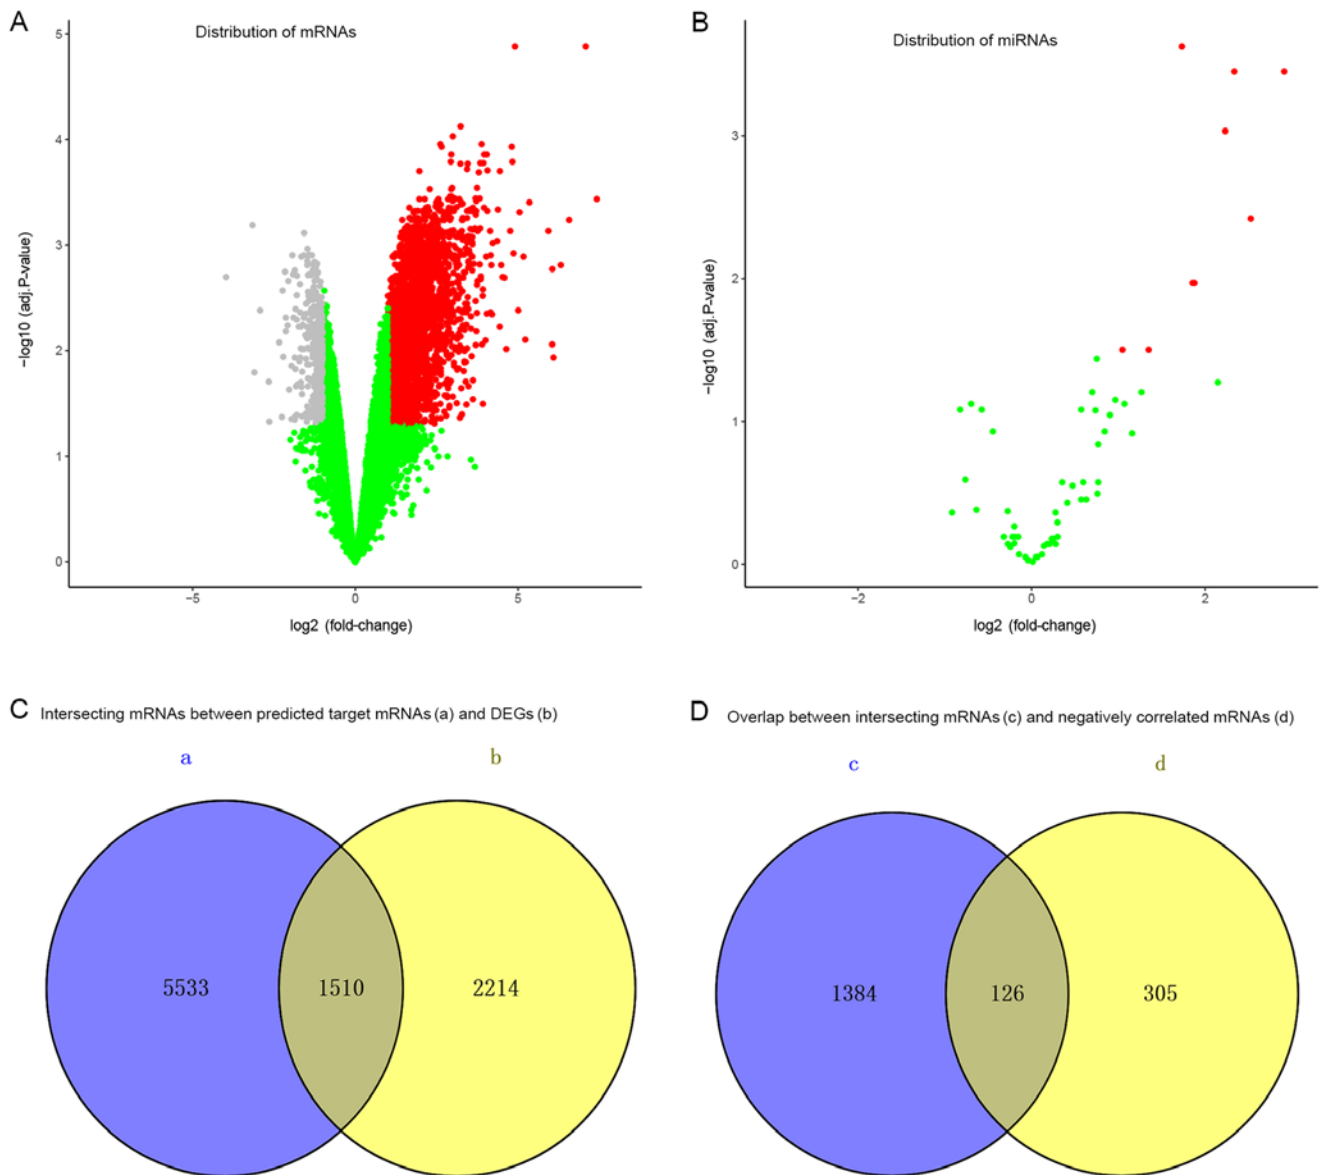 A
Distribution of mRNAs
5
4
3
2
1
0
−log10 (adj.P-value)
−5
0
5
log2 (fold-change)
B
Distribution of miRNAs
3
2
1
0
−log10 (adj.P-value)
−2
0
2
log2 (fold-change)
C Intersecting mRNAs between predicted target mRNAs (a) and DEGs (b)
a
b
5533
1510
2214
D Overlap between intersecting mRNAs (c) and negatively correlated mRNAs (d)
c
d
1384
126
305